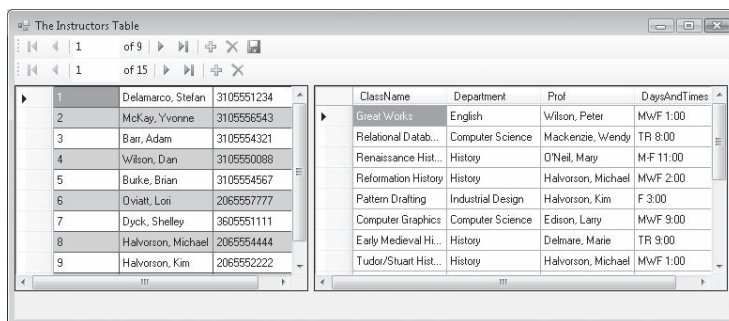 The Instructors Table
1 of 9
1 of 15
1 Delamarco, Stefan 3105551234
2 McKay, Yvonne 3105556543
3 Barr, Adam 3105554321
4 Wilson, Dan 3105550088
5 Burke, Brian 3105554567
6 Oviatt, Lori 2065557777
7 Dyck, Shelley 3605551111
8 Halvorson, Michael 2065554444
9 Halvorson, Kim 2065552222
ClassName Department Prof DaysAndTimes
Great Works English Wilson, Peter MWF 1:00
Relational Datab... Computer Science Mackenzie, Wendy TR 8:00
Renaissance Hist... History O'Neil, Mary M-F 11:00
Reformation History History Halvorson, Michael MWF 2:00
Pattern Drafting Industrial Design Halvorson, Kim F 3:00
Computer Graphics Computer Science Edison, Larry MWF 9:00
Early Medieval Hi... History Delmare, Marie TR 9:00
Tudor/Stuart Hist... History Halvorson, Michael MWF 1:00